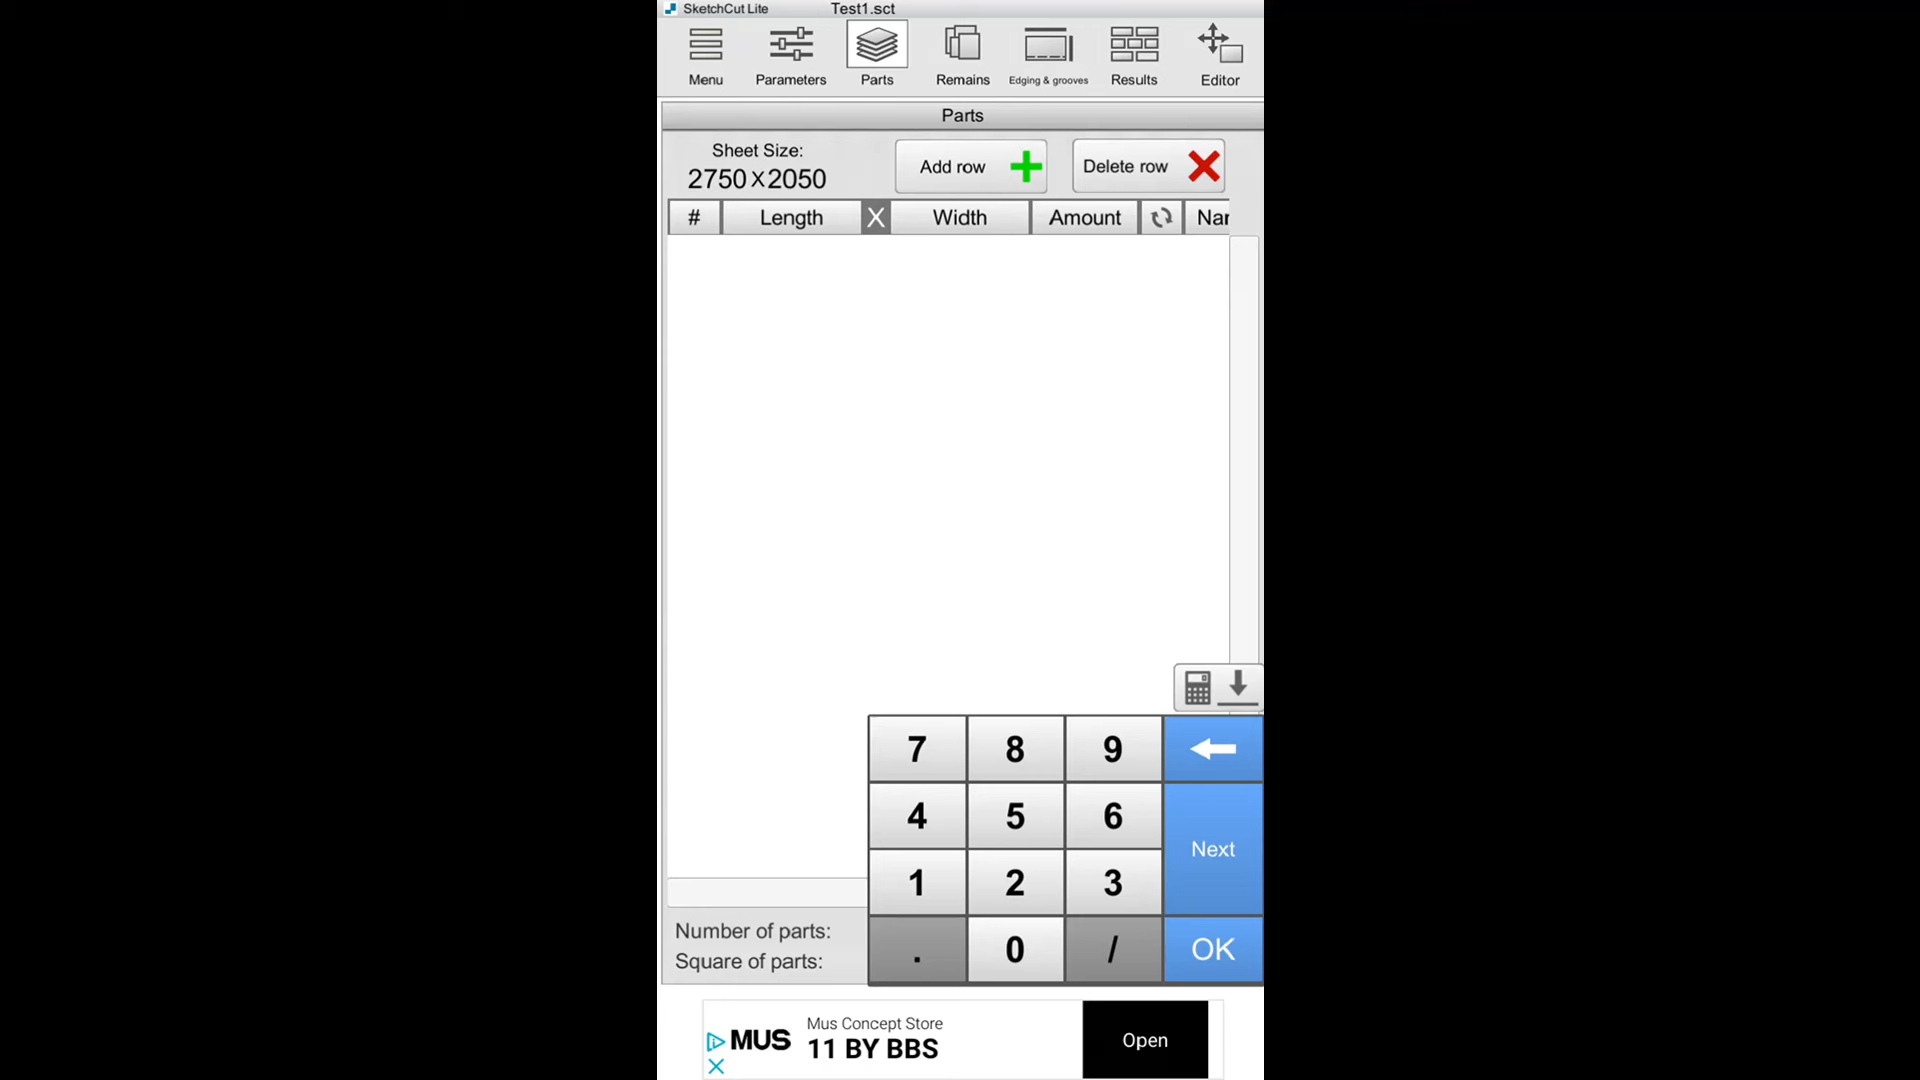 SketchCut Lite
Test1.sct
Menu
Parameters
Parts
Remains
Edging & grooves
Results
Editor
Parts
Sheet Size:
2750x2050
Add row
Delete row
# Length X Width Amount Nar
7 8 9
4 5 6
Next
1 2 3
. 0 / OK
Number of parts:
Square of parts:
MUS
Mus Concept Store
11 BY BBS
Open